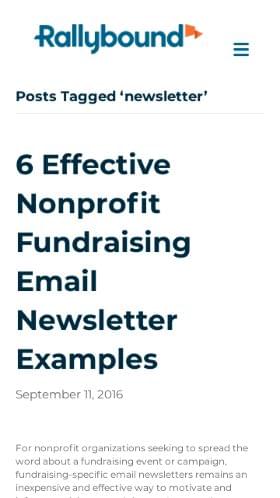 Rallybound
Posts Tagged ‘newsletter’
6 Effective
Nonprofit
Fundraising
Email
Newsletter
Examples
September 11, 2016
For nonprofit organizations seeking to spread the
word about a fundraising event or campaign,
fundraising-specific email newsletters remains an
inexpensive and effective way to motivate and